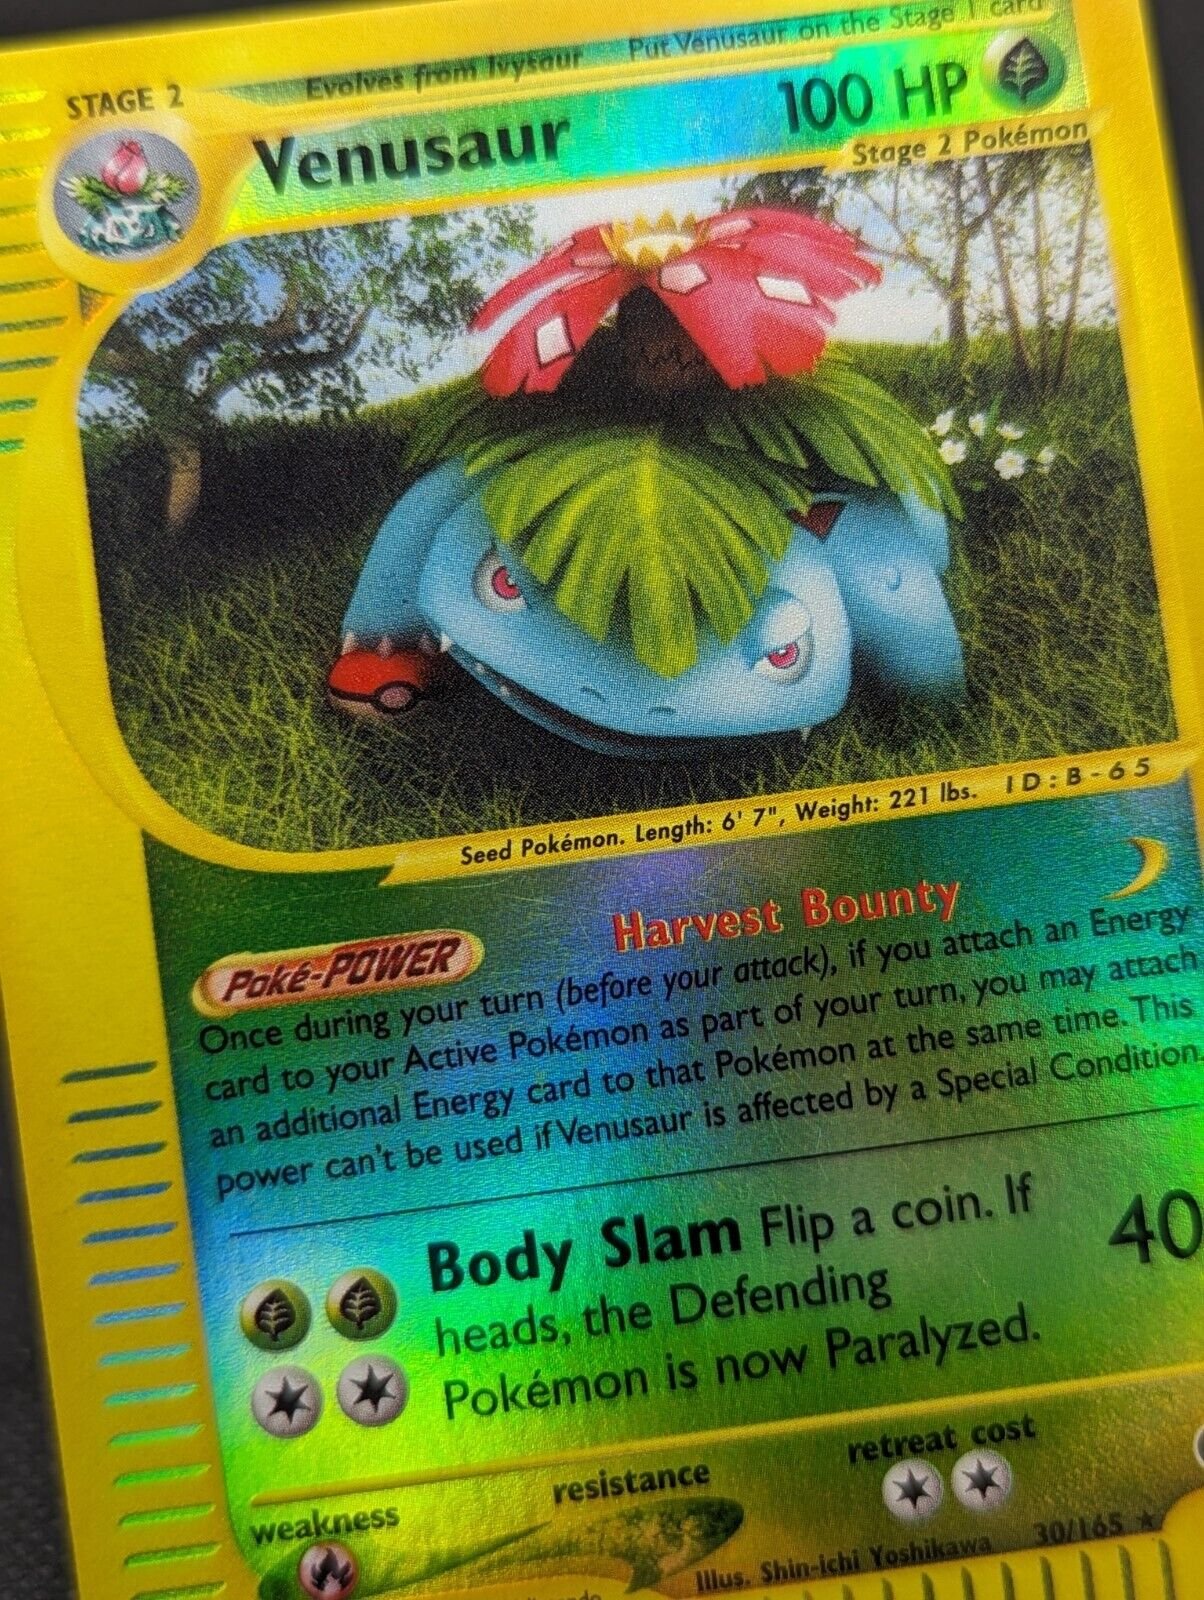 STAGE 2
Evolves from Ivysaur Put Venusaur on the Stage 1 card
Venusaur 100 HP
Stage 2 Pokémon
Seed Pokémon. Length: 6' 7", Weight: 221 lbs. ID:B-65
Poké-POWER Harvest Bounty
Once during your turn (before your attack), if you attach an Energy
card to your Active Pokémon as part of your turn, you may attach
an additional Energy card to that Pokémon at the same time. This
power can't be used if Venusaur is affected by a Special Condition
Body Slam Flip a coin. If 40
heads, the Defending
Pokémon is now Paralyzed.
weakness resistance retreat cost
Illus. Shin-ichi Yoshikawa 30/165 ★